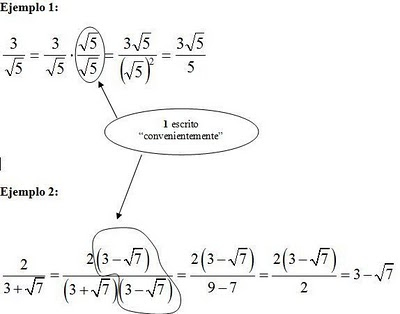 Ejemplo 1:
3/√5 = 3/√5 · √5/√5 = 3√5/(√5)² = 3√5/5
1 escrito
“convenientemente”
Ejemplo 2:
2/(3+√7) = 2(3−√7)/((3+√7)(3−√7)) = 2(3−√7)/(9−7) = 2(3−√7)/2 = 3−√7